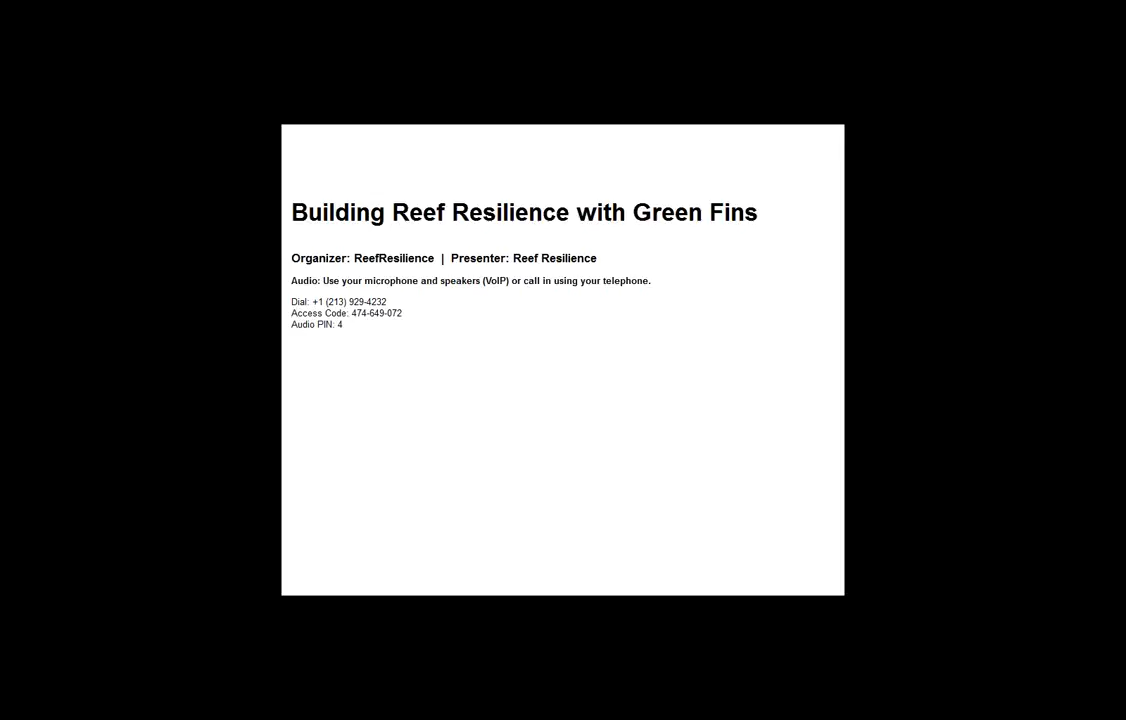 Building Reef Resilience with Green Fins
Organizer: ReefResilience | Presenter: Reef Resilience
Audio: Use your microphone and speakers (VoIP) or call in using your telephone.
Dial: +1 (213) 929-4232
Access Code: 474-649-072
Audio PIN: 4